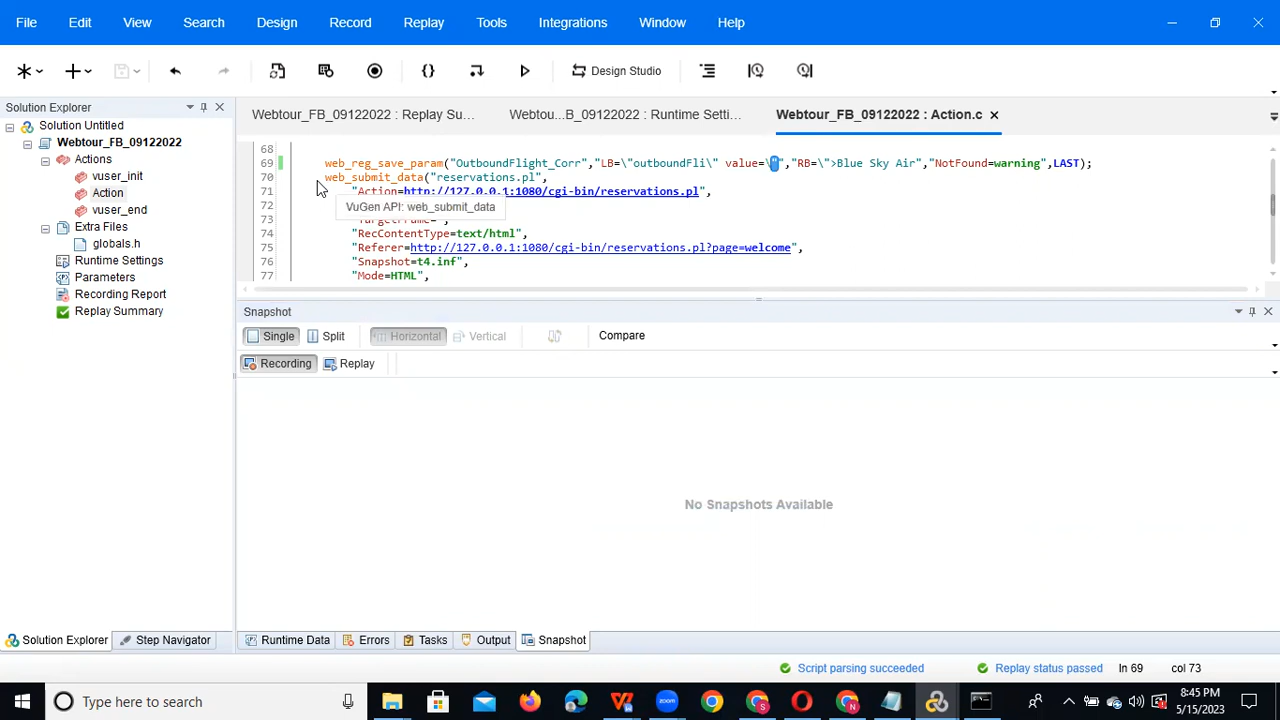 File Edit View Search Design Record Replay Tools Integrations Window Help
Design Studio
Solution Explorer
Webtour_FB_09122022 : Replay Su... Webtou...B_09122022 : Runtime Setti... Webtour_FB_09122022 : Action.c
Solution Untitled
Webtour_FB_09122022
Actions
vuser_init
Action
vuser_end
Extra Files
globals.h
Runtime Settings
Parameters
Recording Report
Replay Summary
68
69 web_reg_save_param("OutboundFlight_Corr","LB=\"outboundFli\" value=\"","RB=\">Blue Sky Air","NotFound=warning",LAST);
70 web_submit_data("reservations.pl",
71 "Action=http://127.0.0.1:1080/cgi-bin/reservations.pl",
VuGen API: web_submit_data
72
73
74 "RecContentType=text/html",
75 "Referer=http://127.0.0.1:1080/cgi-bin/reservations.pl?page=welcome",
76 "Snapshot=t4.inf",
77 "Mode=HTML",
Snapshot
Single Split Horizontal Vertical Compare
Recording Replay
No Snapshots Available
Solution Explorer Step Navigator Runtime Data Errors Tasks Output Snapshot
Script parsing succeeded Replay status passed ln 69 col 73
Type here to search
8:45 PM
5/15/2023